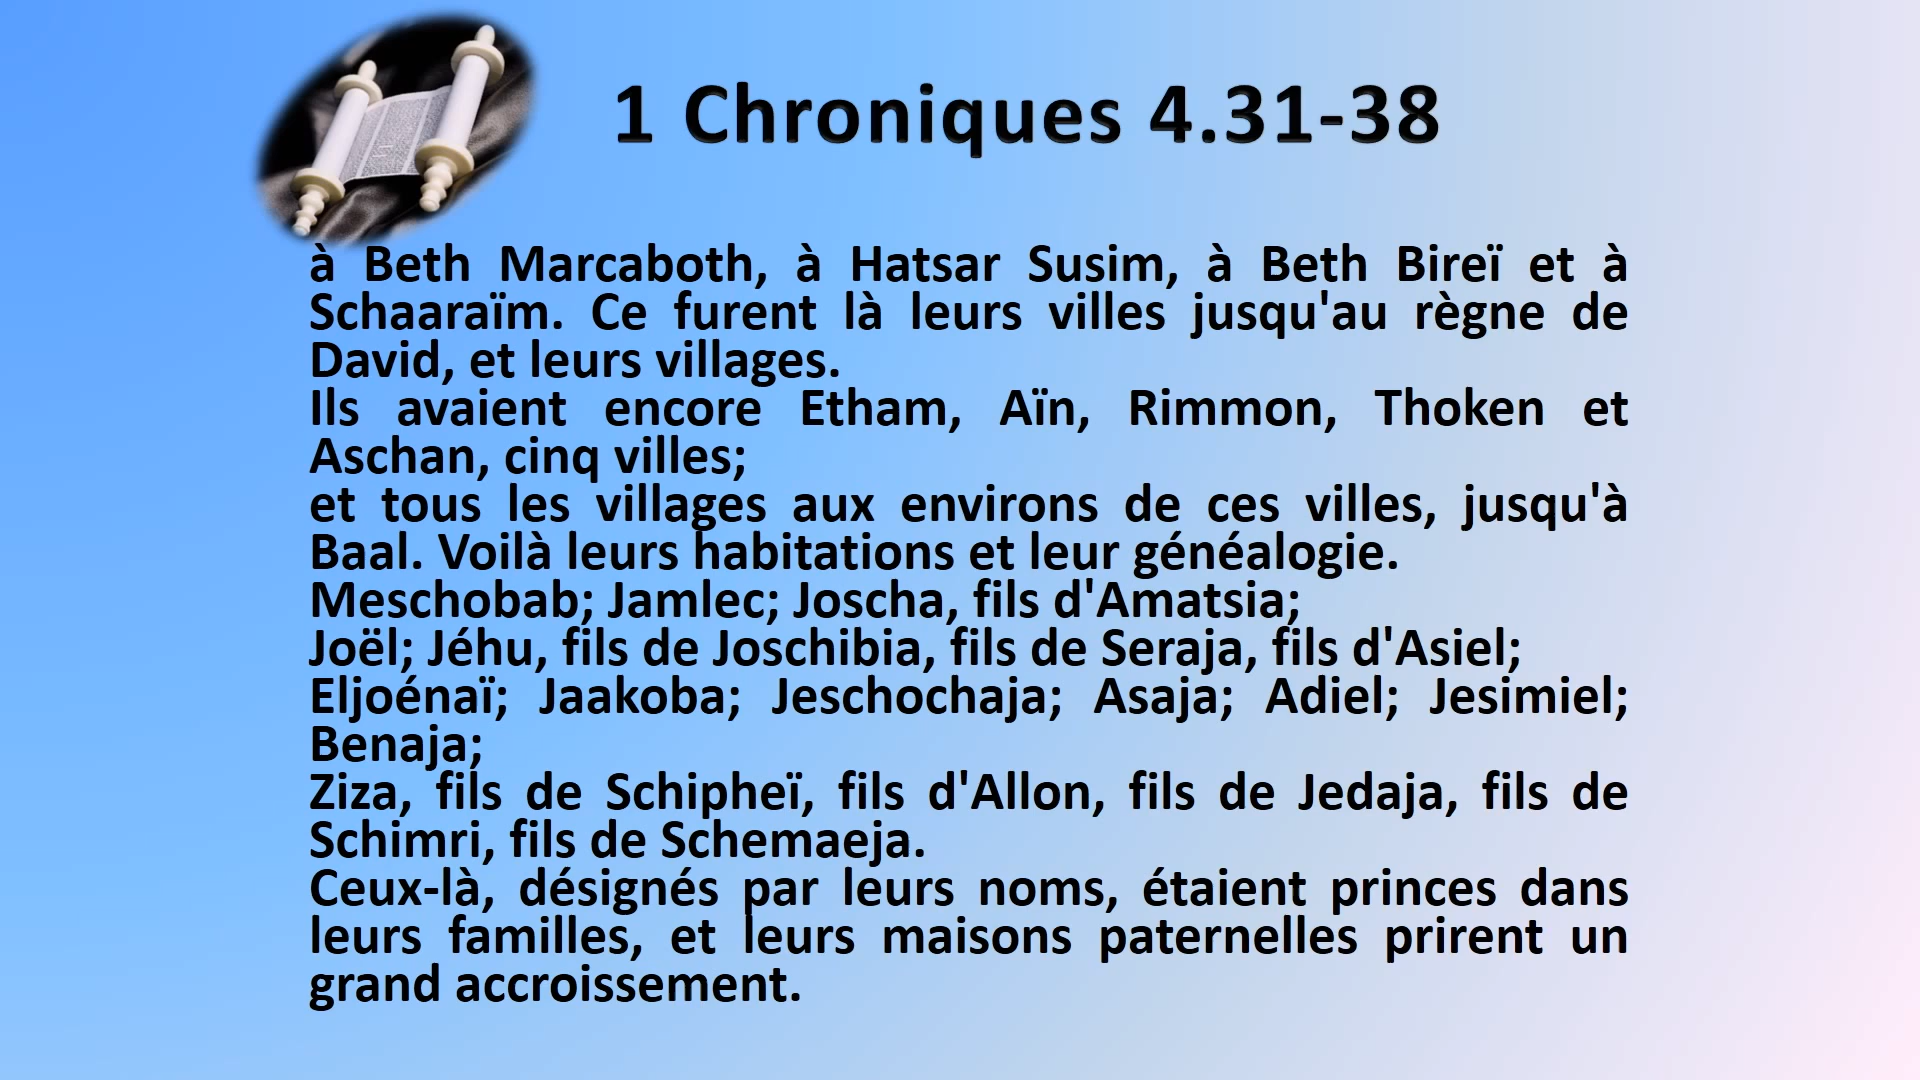 1 Chroniques 4.31-38
à Beth Marcaboth, à Hatsar Susim, à Beth Bireï et à
Schaaraïm. Ce furent là leurs villes jusqu'au règne de
David, et leurs villages.
Ils avaient encore Etham, Aïn, Rimmon, Thoken et
Aschan, cinq villes;
et tous les villages aux environs de ces villes, jusqu'à
Baal. Voilà leurs habitations et leur généalogie.
Meschobab; Jamlec; Joscha, fils d'Amatsia;
Joël; Jéhu, fils de Joschibia, fils de Seraja, fils d'Asiel;
Eljoénaï; Jaakoba; Jeschochaja; Asaja; Adiel; Jesimiel;
Benaja;
Ziza, fils de Schipheï, fils d'Allon, fils de Jedaja, fils de
Schimri, fils de Schemaeja.
Ceux-là, désignés par leurs noms, étaient princes dans
leurs familles, et leurs maisons paternelles prirent un
grand accroissement.